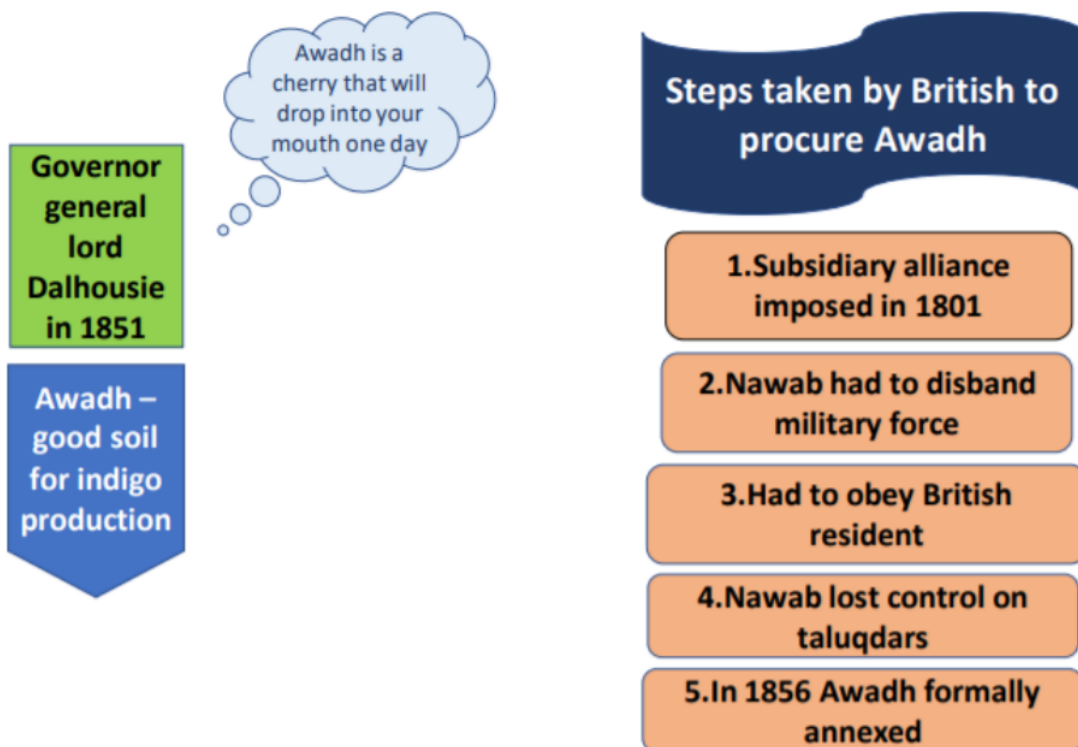 Awadh is a
cherry that will
drop into your
mouth one day
Governor
general
lord
Dalhousie
in 1851
Awadh –
good soil
for indigo
production
Steps taken by British to
procure Awadh
1.Subsidiary alliance
imposed in 1801
2.Nawab had to disband
military force
3.Had to obey British
resident
4.Nawab lost control on
taluqdars
5.In 1856 Awadh formally
annexed